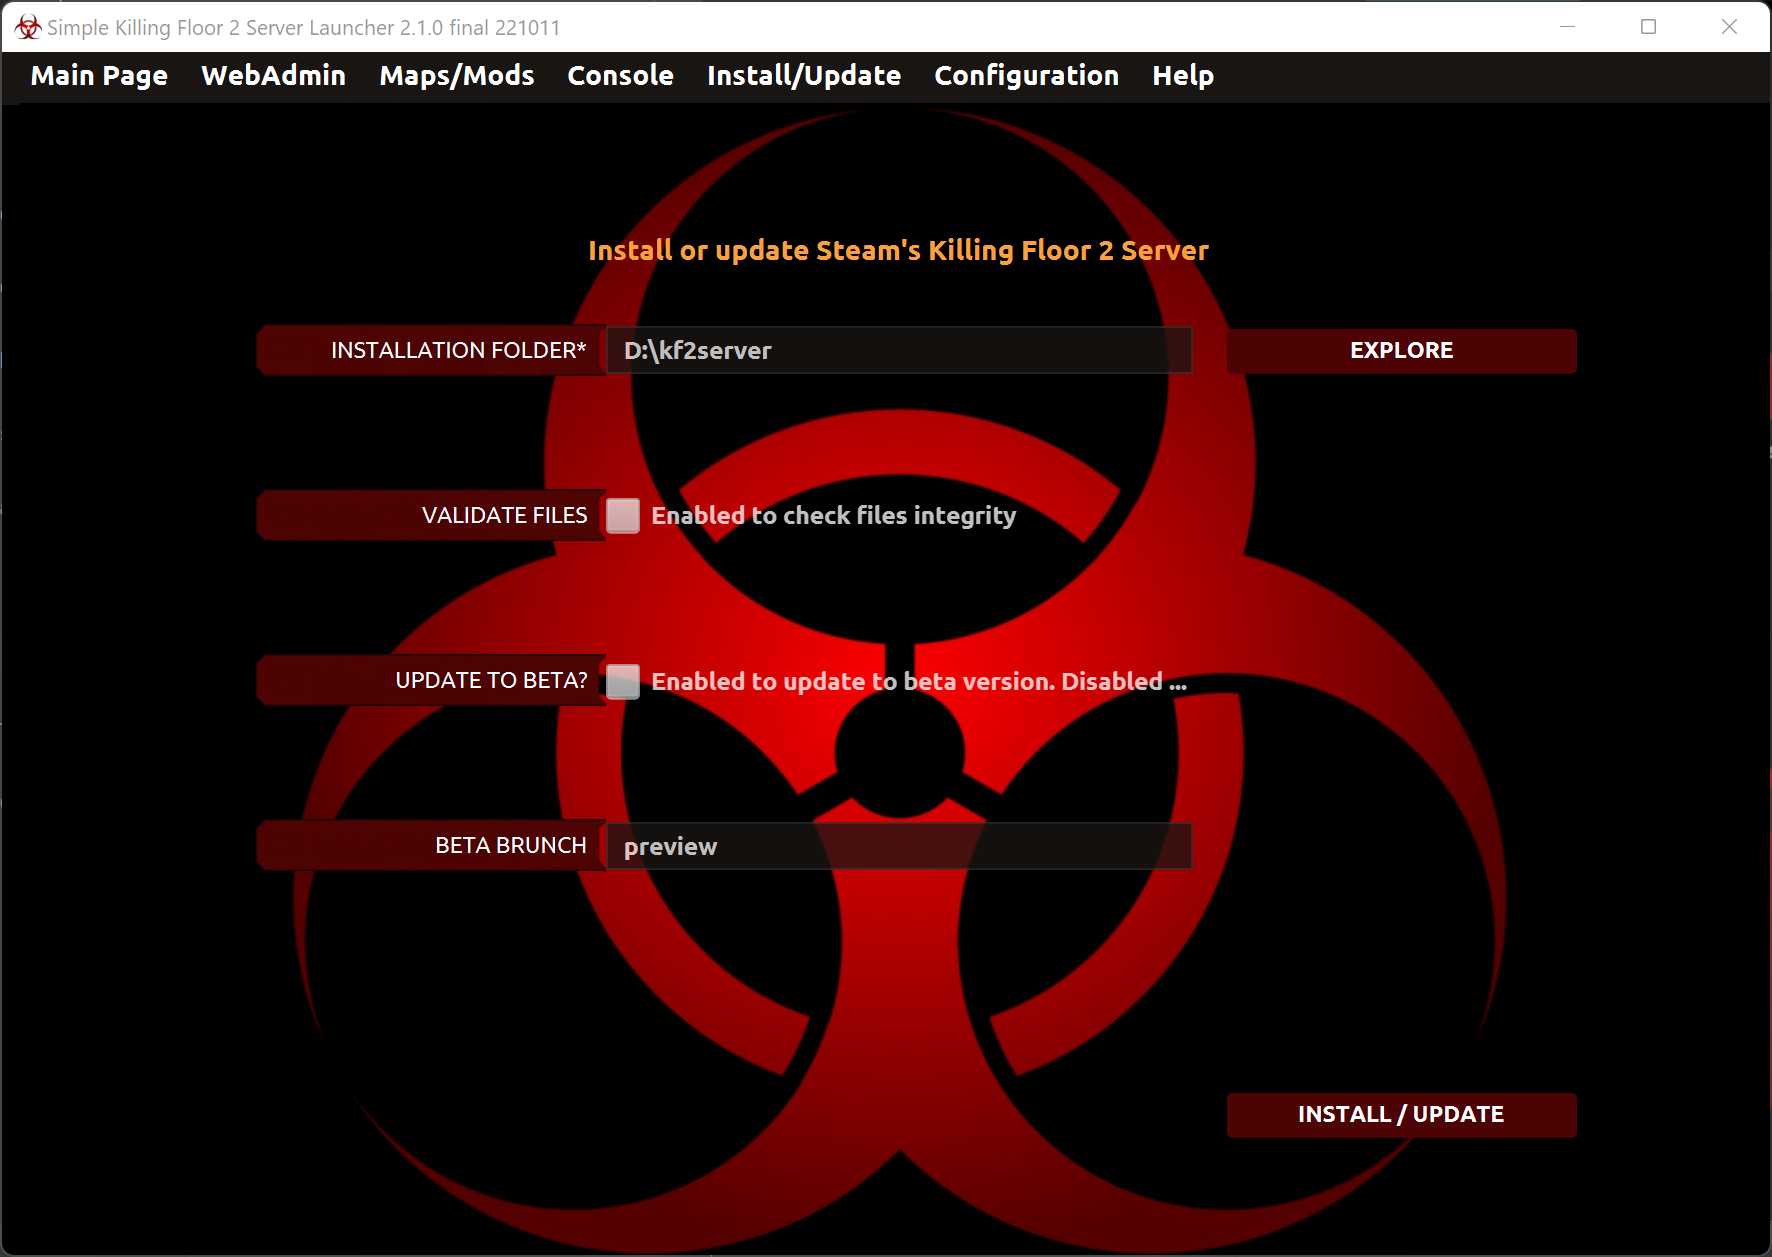 Simple Killing Floor 2 Server Launcher 2.1.0 final 221011
Main Page WebAdmin Maps/Mods Console Install/Update Configuration Help
Install or update Steam's Killing Floor 2 Server
INSTALLATION FOLDER* D:\kf2server EXPLORE
VALIDATE FILES Enabled to check files integrity
UPDATE TO BETA? Enabled to update to beta version. Disabled ...
BETA BRUNCH preview
INSTALL / UPDATE